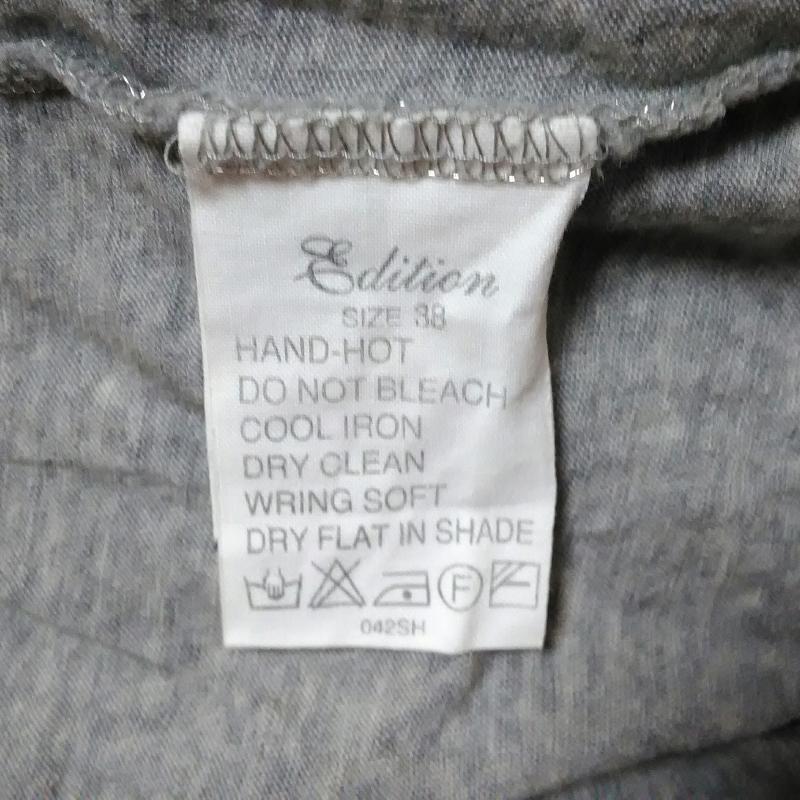 Edition
SIZE 38
HAND-HOT
DO NOT BLEACH
COOL IRON
DRY CLEAN
WRING SOFT
DRY FLAT IN SHADE
F
042SH